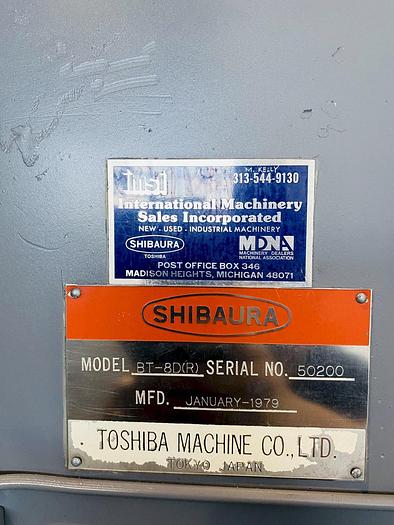 imsi
M. KELLY
313-544-9130
International Machinery
Sales Incorporated
NEW - USED - INDUSTRIAL MACHINERY
SHIBAURA
TOSHIBA
MDNA
MACHINERY DEALERS
NATIONAL ASSOCIATION
POST OFFICE BOX 346
MADISON HEIGHTS, MICHIGAN 48071
SHIBAURA
MODEL BT-8D(R) SERIAL NO. 50200
MFD. JANUARY-1979
TOSHIBA MACHINE CO., LTD.
TOKYO JAPAN